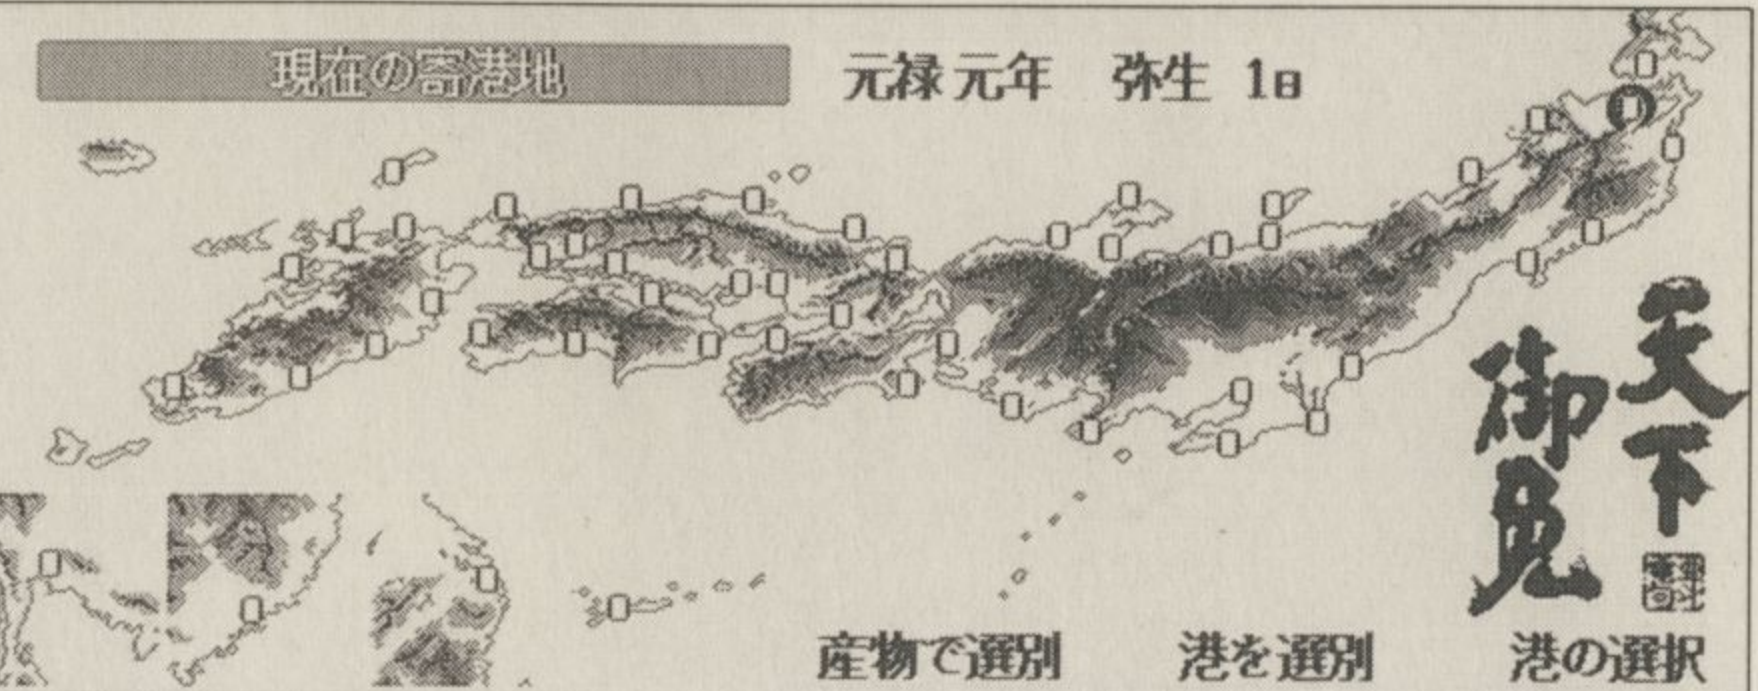 現在の寄港地
元禄元年 弥生 1日
天下
御免
産物で選別 港を選別 港の選択